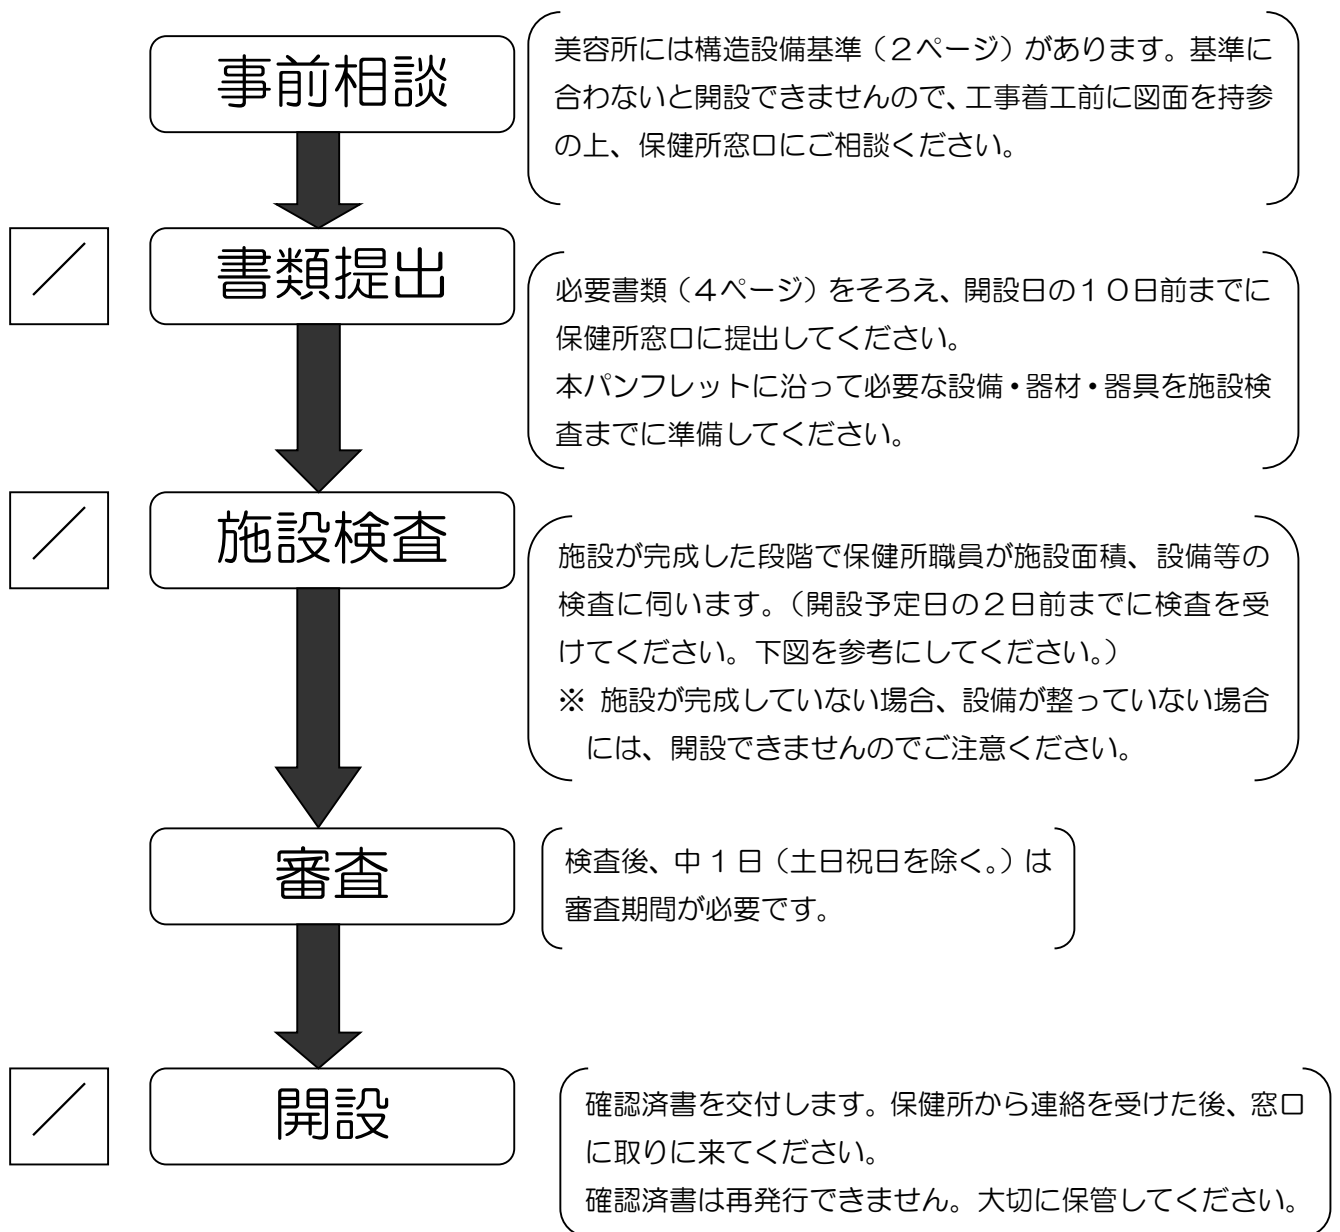 事前相談
美容所には構造設備基準（２ページ）があります。基準に
合わないと開設できませんので、工事着工前に図面を持参
の上、保健所窓口にご相談ください。
／
書類提出
必要書類（４ページ）をそろえ、開設日の１０日前までに
保健所窓口に提出してください。
本パンフレットに沿って必要な設備・器材・器具を施設検
査までに準備してください。
／
施設検査
施設が完成した段階で保健所職員が施設面積、設備等の
検査に伺います。（開設予定日の２日前までに検査を受
けてください。下図を参考にしてください。）
※ 施設が完成していない場合、設備が整っていない場合
には、開設できませんのでご注意ください。
審査
検査後、中 1 日（土日祝日を除く。）は
審査期間が必要です。
／
開設
確認済書を交付します。保健所から連絡を受けた後、窓口
に取りに来てください。
確認済書は再発行できません。大切に保管してください。